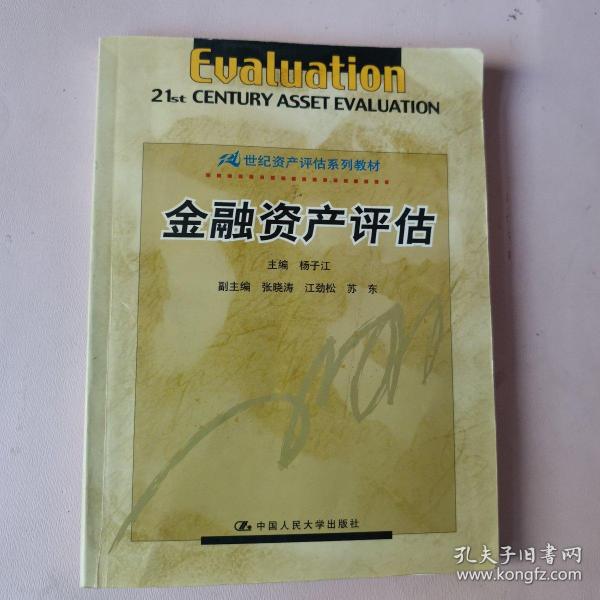 Evaluation
21st CENTURY ASSET EVALUATION
21世纪资产评估系列教材
金融资产评估
主编 杨子江
副主编 张晓涛 江劲松 苏东
中国人民大学出版社
孔夫子旧书网
www.kongfz.com